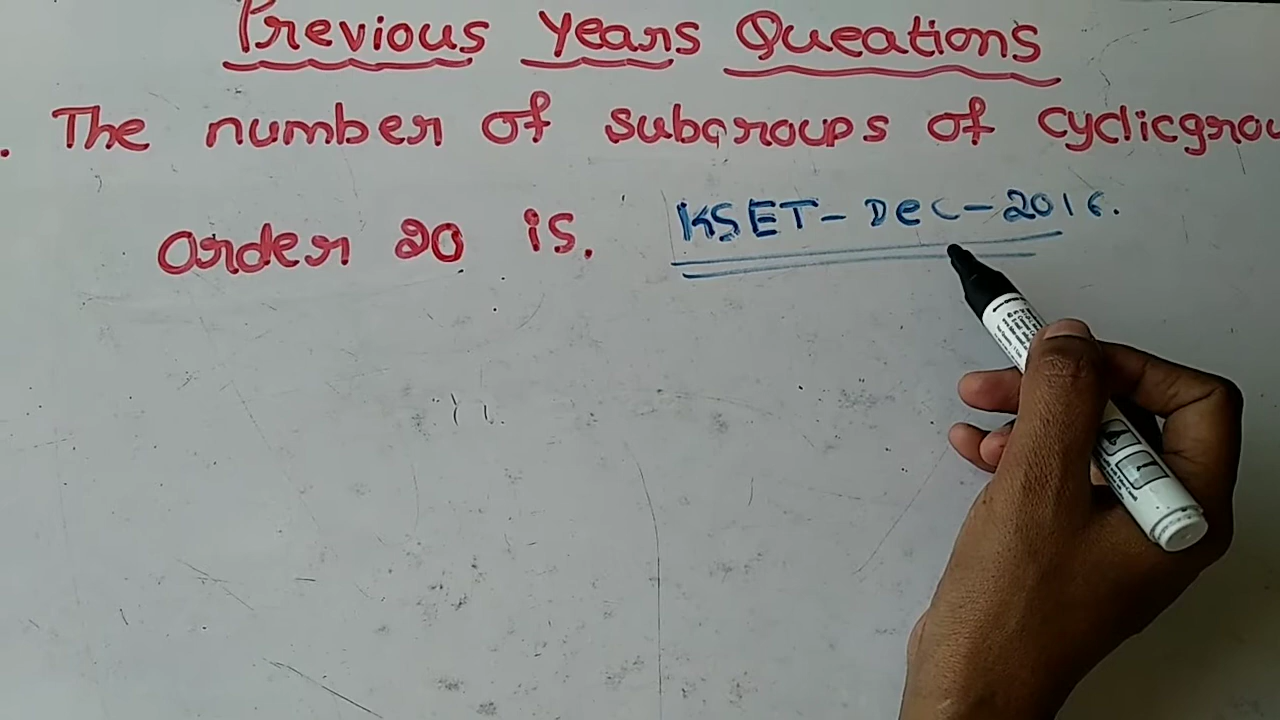 Previous Years Queations
. The number of subgroups of cyclicgrou
order 20 is.
KSET-Dec-2016.